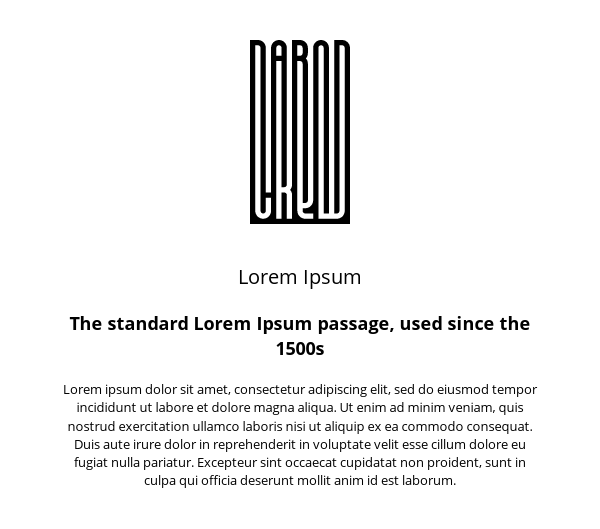 CREW
Lorem Ipsum
The standard Lorem Ipsum passage, used since the
1500s
Lorem ipsum dolor sit amet, consectetur adipiscing elit, sed do eiusmod tempor
incididunt ut labore et dolore magna aliqua. Ut enim ad minim veniam, quis
nostrud exercitation ullamco laboris nisi ut aliquip ex ea commodo consequat.
Duis aute irure dolor in reprehenderit in voluptate velit esse cillum dolore eu
fugiat nulla pariatur. Excepteur sint occaecat cupidatat non proident, sunt in
culpa qui officia deserunt mollit anim id est laborum.